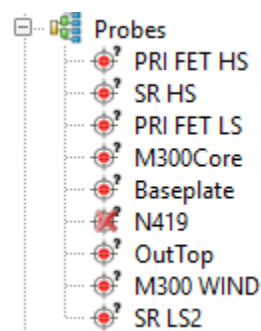 Probes
PRI FET HS
SR HS
PRI FET LS
M300Core
Baseplate
N419
OutTop
M300 WIND
SR LS2